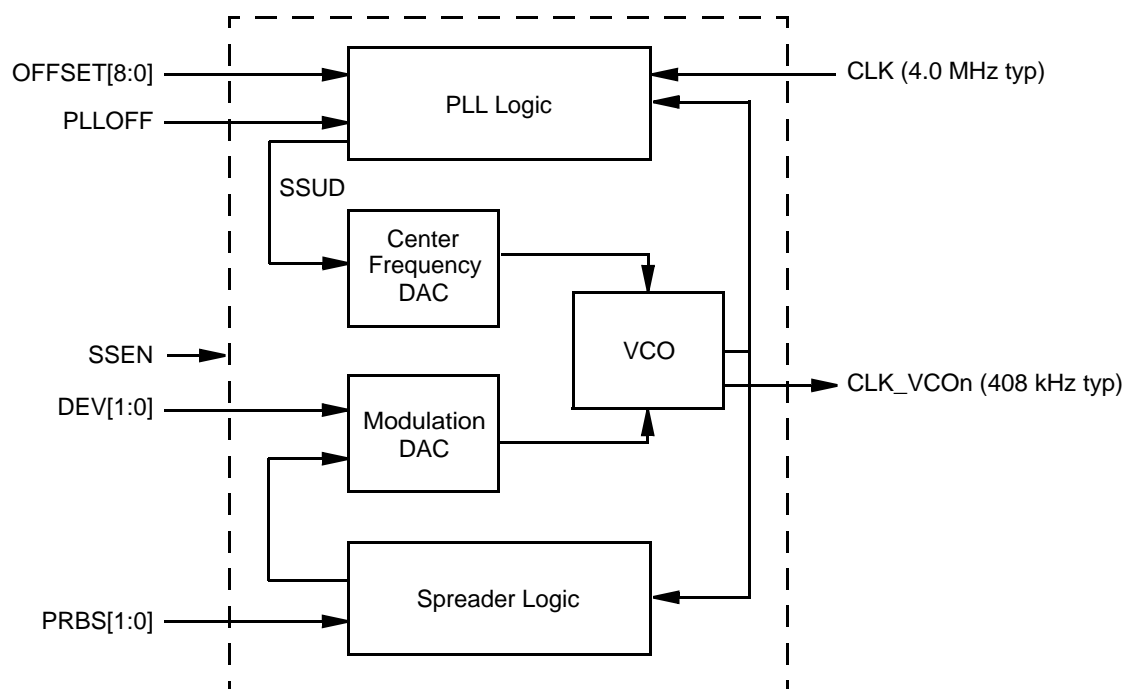 OFFSET[8:0]
PLL Logic
CLK (4.0 MHz typ)
PLLOFF
SSUD
Center
Frequency
DAC
VCO
SSEN
CLK_VCOn (408 kHz typ)
DEV[1:0]
Modulation
DAC
Spreader Logic
PRBS[1:0]